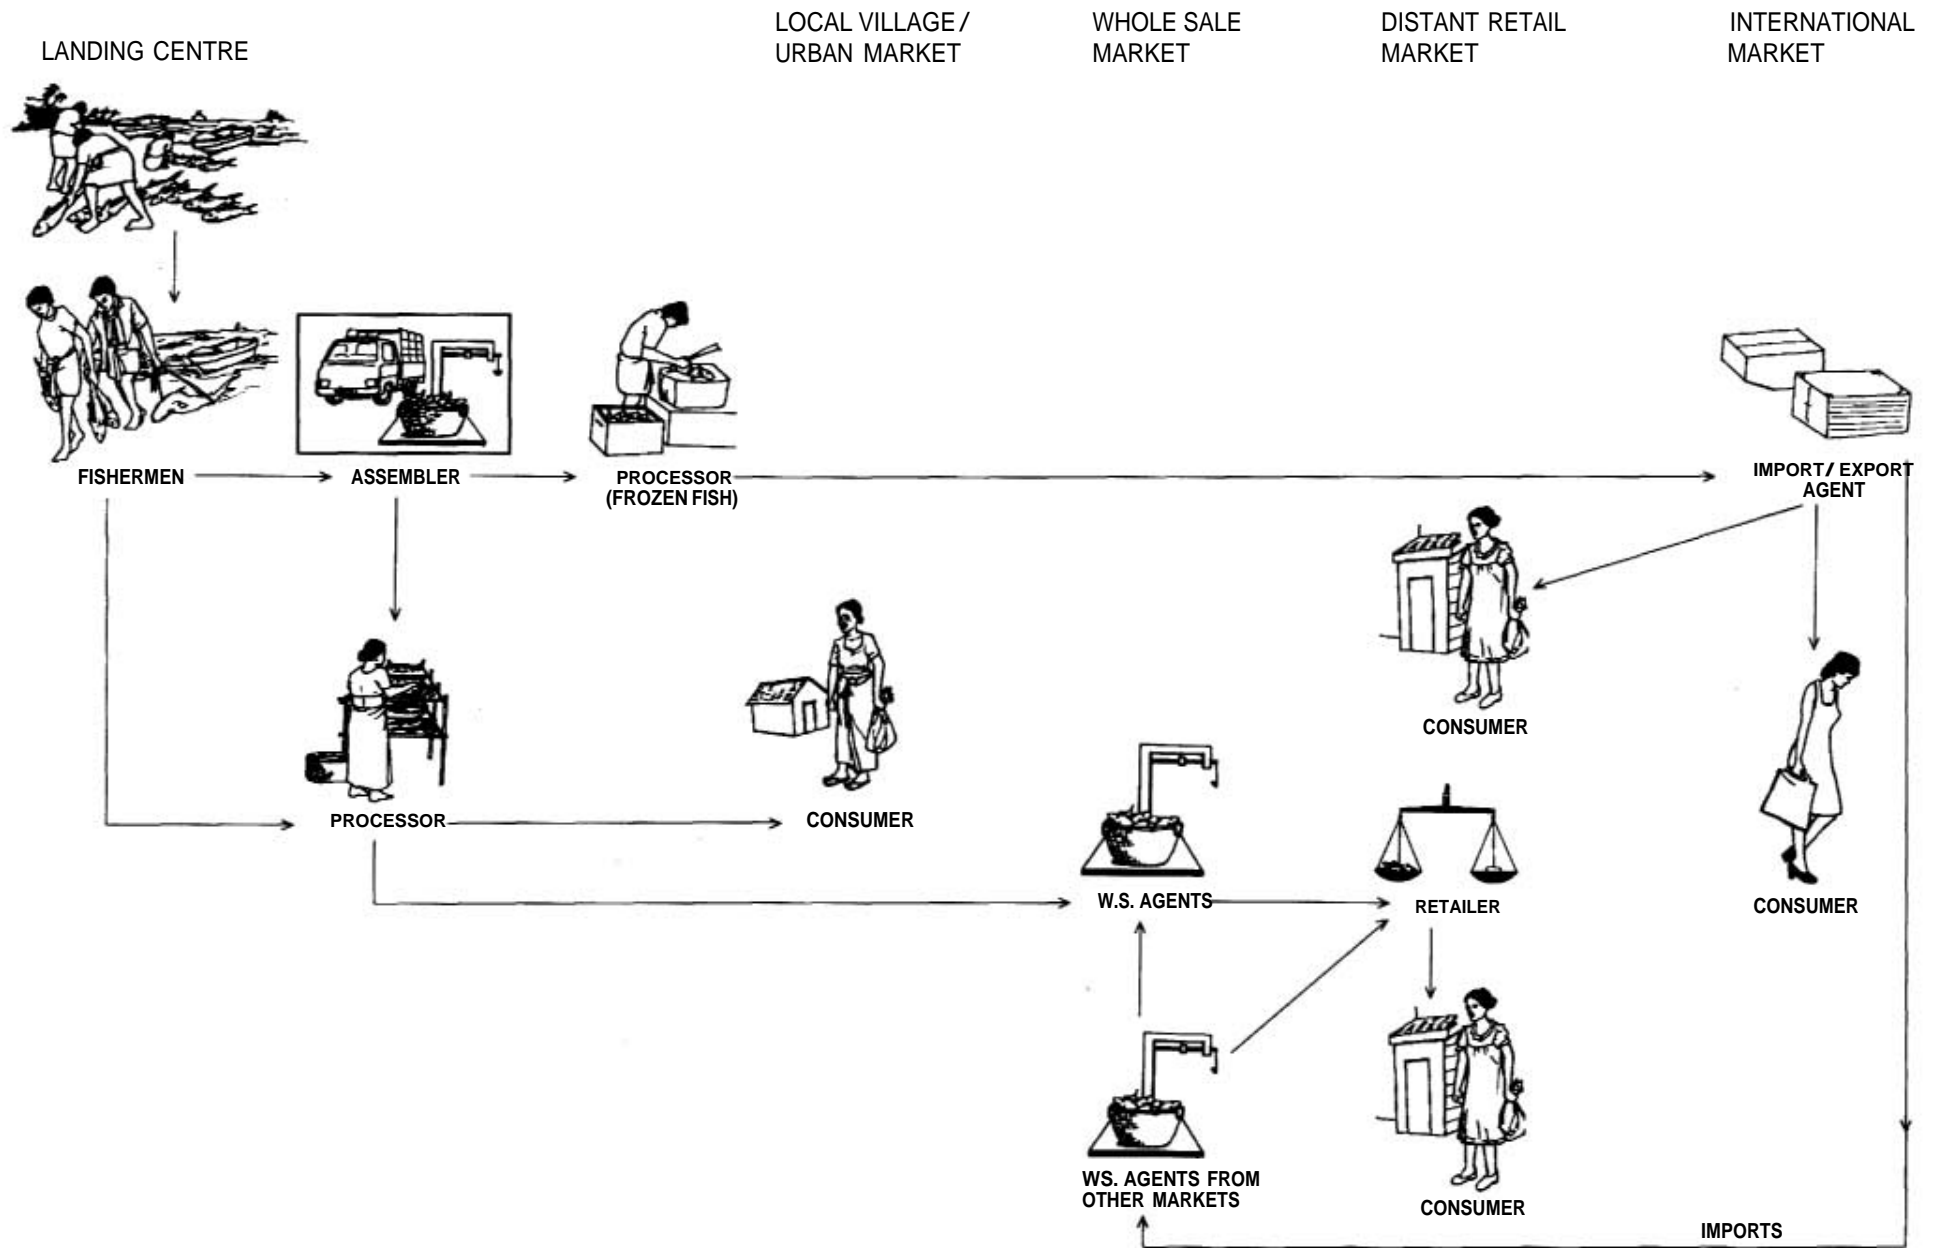 LANDING CENTRE
LOCAL VILLAGE /
URBAN MARKET
WHOLE SALE
MARKET
DISTANT RETAIL
MARKET
INTERNATIONAL
MARKET
FISHERMEN
ASSEMBLER
PROCESSOR
(FROZEN FISH)
IMPORT/ EXPORT
AGENT
CONSUMER
PROCESSOR
CONSUMER
W.S. AGENTS
RETAILER
CONSUMER
WS. AGENTS FROM
OTHER MARKETS
CONSUMER
IMPORTS